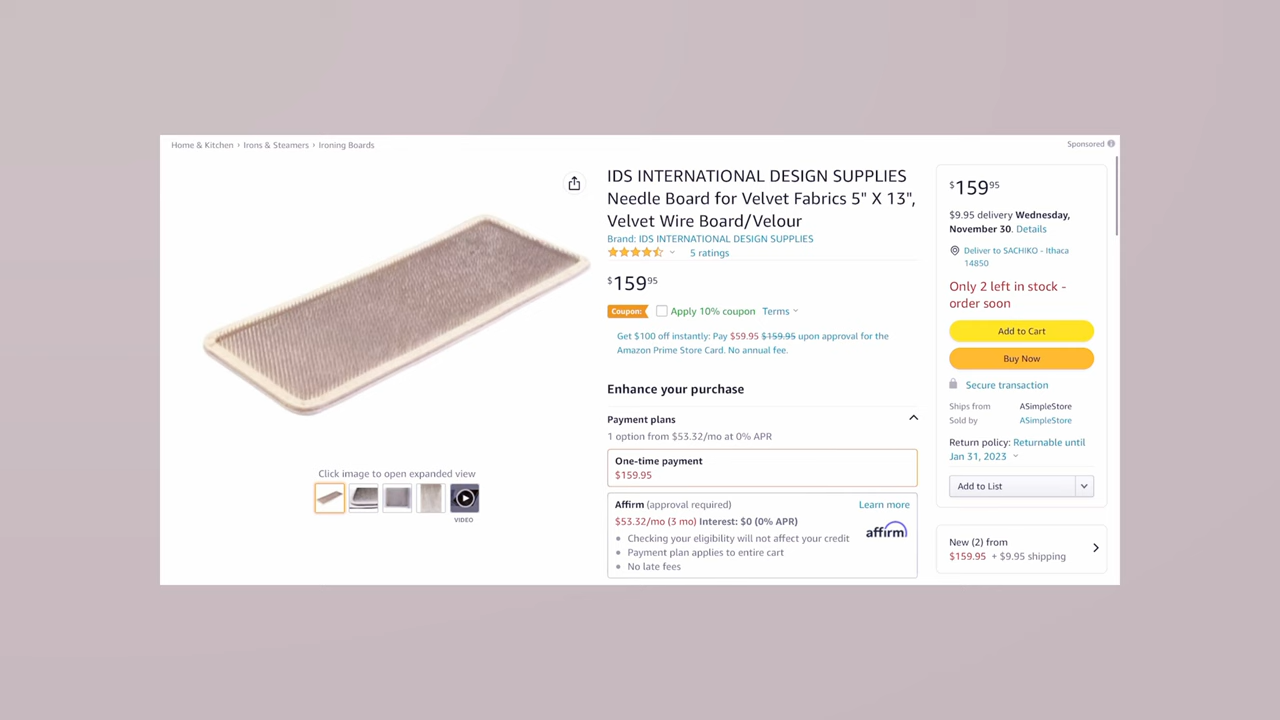 Home & Kitchen › Irons & Steamers › Ironing Boards
Sponsored
IDS INTERNATIONAL DESIGN SUPPLIES
Needle Board for Velvet Fabrics 5" X 13",
Velvet Wire Board/Velour
Brand: IDS INTERNATIONAL DESIGN SUPPLIES
5 ratings
$15995
Coupon: Apply 10% coupon Terms
Get $100 off instantly: Pay $59.95 $159.95 upon approval for the
Amazon Prime Store Card. No annual fee.
Enhance your purchase
Payment plans
1 option from $53.32/mo at 0% APR
One-time payment
$159.95
Affirm (approval required) Learn more
$53.32/mo (3 mo) Interest: $0 (0% APR)
affirm
• Checking your eligibility will not affect your credit
• Payment plan applies to entire cart
• No late fees
Click image to open expanded view
VIDEO
$15995
$9.95 delivery Wednesday,
November 30. Details
Deliver to SACHIKO - Ithaca
14850
Only 2 left in stock -
order soon
Add to Cart
Buy Now
Secure transaction
Ships from ASimpleStore
Sold by ASimpleStore
Return policy: Returnable until
Jan 31, 2023
Add to List
New (2) from
$159.95 + $9.95 shipping